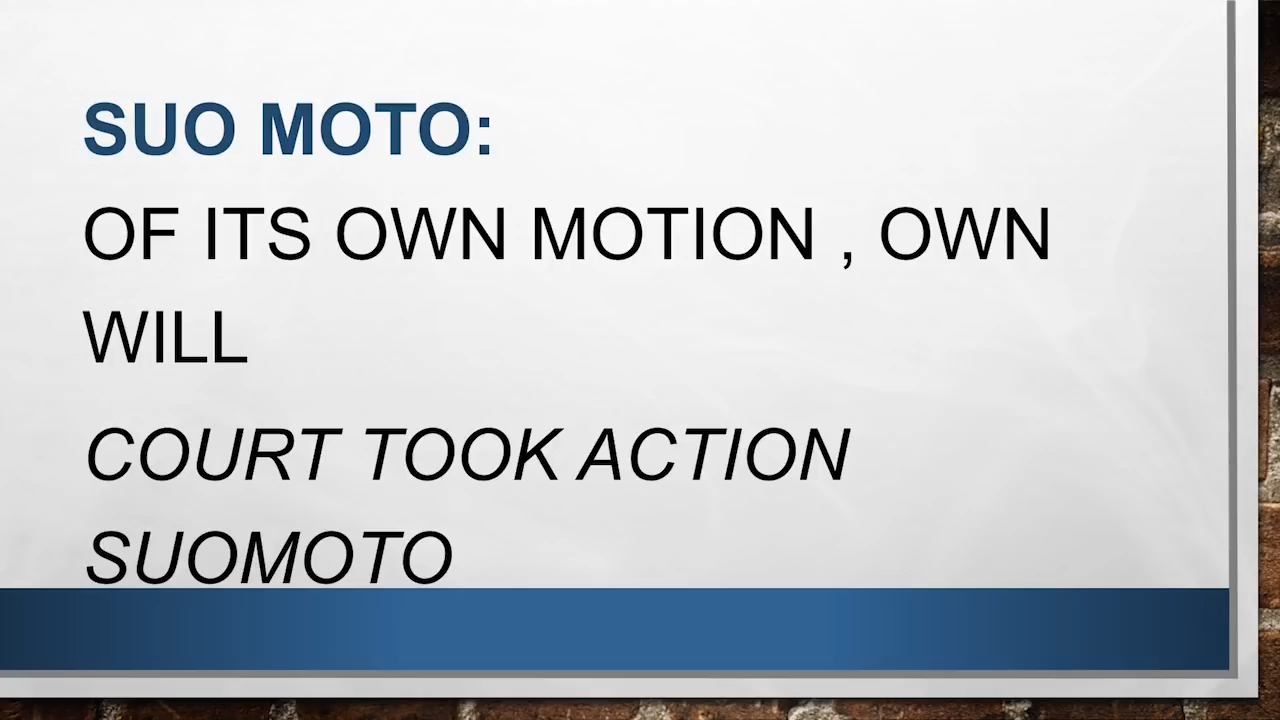 SUO MOTO:
OF ITS OWN MOTION , OWN
WILL
COURT TOOK ACTION
SUOMOTO